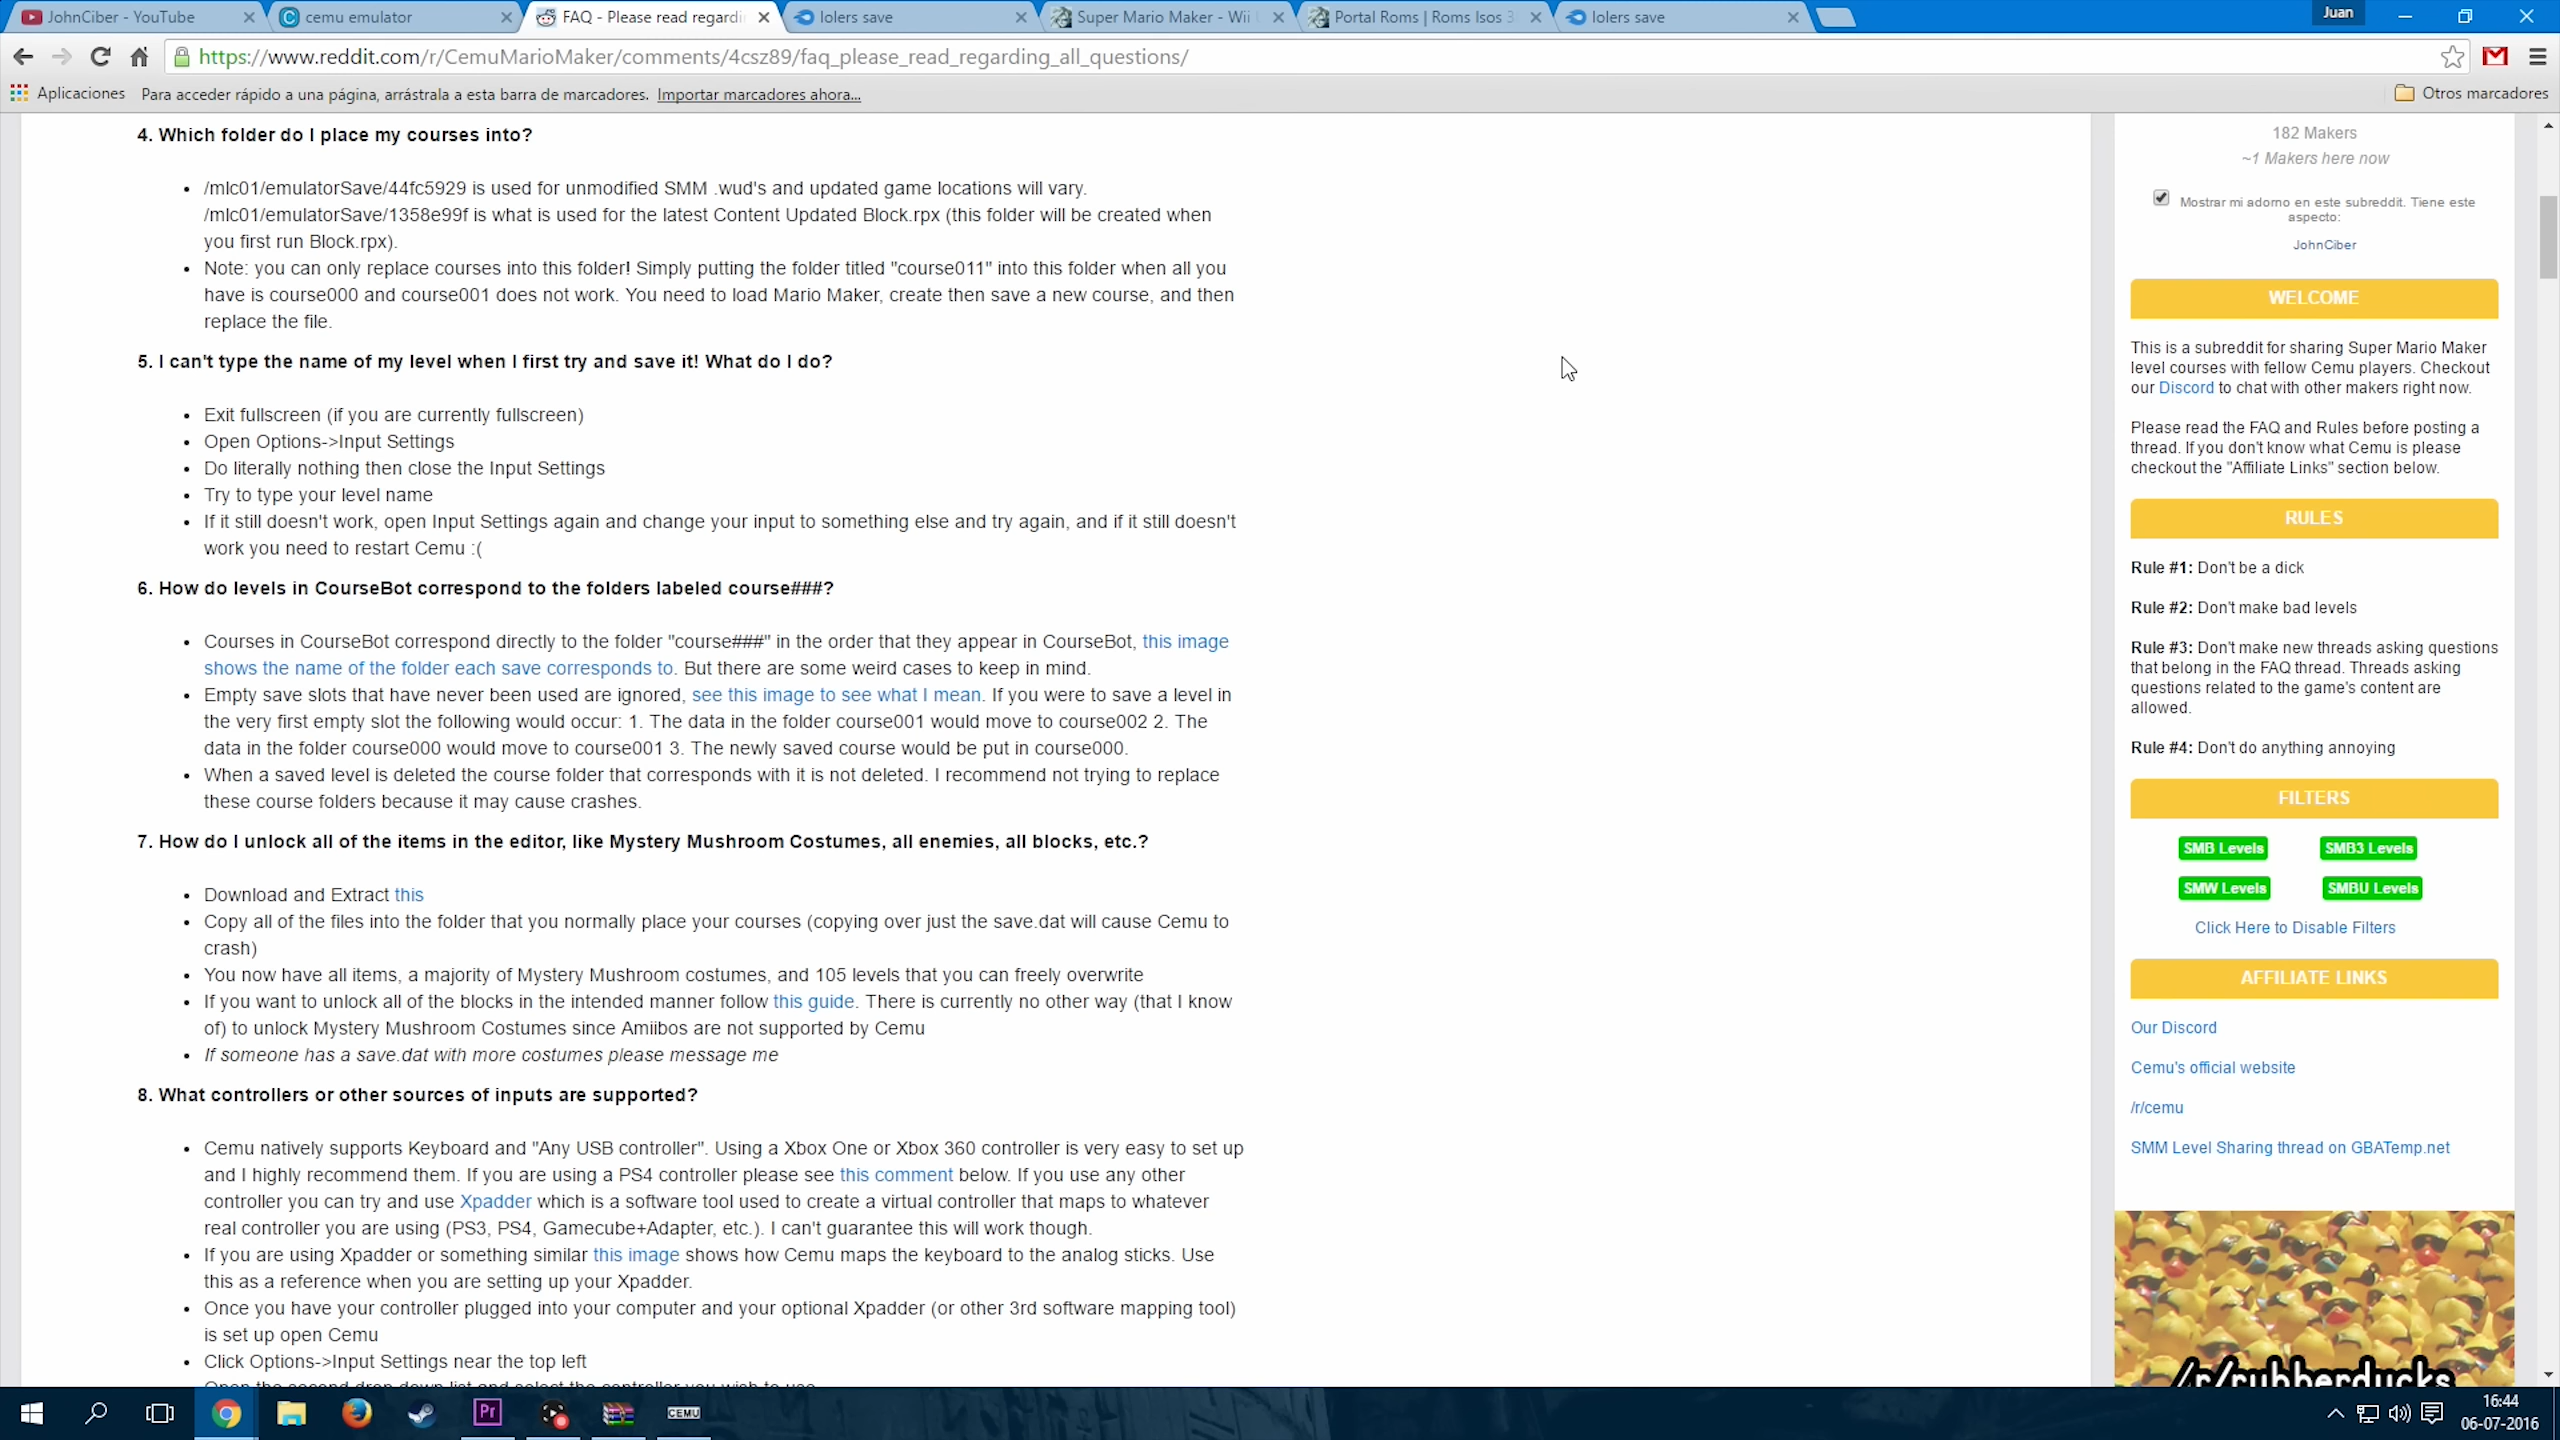 JohnCiber - YouTube
cemu emulator
FAQ - Please read regardi
lolers save
Super Mario Maker - Wii
Portal Roms | Roms Isos 3
lolers save
Juan
https://www.reddit.com/r/CemuMarioMaker/comments/4csz89/faq_please_read_regarding_all_questions/
Aplicaciones
Para acceder rápido a una página, arrástrala a esta barra de marcadores. Importar marcadores ahora...
Otros marcadores
4. Which folder do I place my courses into?
• /mlc01/emulatorSave/44fc5929 is used for unmodified SMM .wud's and updated game locations will vary.
/mlc01/emulatorSave/1358e99f is what is used for the latest Content Updated Block.rpx (this folder will be created when
you first run Block.rpx).
• Note: you can only replace courses into this folder! Simply putting the folder titled "course011" into this folder when all you
have is course000 and course001 does not work. You need to load Mario Maker, create then save a new course, and then
replace the file.
5. I can't type the name of my level when I first try and save it! What do I do?
• Exit fullscreen (if you are currently fullscreen)
• Open Options->Input Settings
• Do literally nothing then close the Input Settings
• Try to type your level name
• If it still doesn't work, open Input Settings again and change your input to something else and try again, and if it still doesn't
work you need to restart Cemu :(
6. How do levels in CourseBot correspond to the folders labeled course###?
• Courses in CourseBot correspond directly to the folder "course###" in the order that they appear in CourseBot, this image
shows the name of the folder each save corresponds to. But there are some weird cases to keep in mind.
• Empty save slots that have never been used are ignored, see this image to see what I mean. If you were to save a level in
the very first empty slot the following would occur: 1. The data in the folder course001 would move to course002 2. The
data in the folder course000 would move to course001 3. The newly saved course would be put in course000.
• When a saved level is deleted the course folder that corresponds with it is not deleted. I recommend not trying to replace
these course folders because it may cause crashes.
7. How do I unlock all of the items in the editor, like Mystery Mushroom Costumes, all enemies, all blocks, etc.?
• Download and Extract this
• Copy all of the files into the folder that you normally place your courses (copying over just the save.dat will cause Cemu to
crash)
• You now have all items, a majority of Mystery Mushroom costumes, and 105 levels that you can freely overwrite
• If you want to unlock all of the blocks in the intended manner follow this guide. There is currently no other way (that I know
of) to unlock Mystery Mushroom Costumes since Amiibos are not supported by Cemu
• If someone has a save.dat with more costumes please message me
8. What controllers or other sources of inputs are supported?
• Cemu natively supports Keyboard and "Any USB controller". Using a Xbox One or Xbox 360 controller is very easy to set up
and I highly recommend them. If you are using a PS4 controller please see this comment below. If you use any other
controller you can try and use Xpadder which is a software tool used to create a virtual controller that maps to whatever
real controller you are using (PS3, PS4, Gamecube+Adapter, etc.). I can't guarantee this will work though.
• If you are using Xpadder or something similar this image shows how Cemu maps the keyboard to the analog sticks. Use
this as a reference when you are setting up your Xpadder.
• Once you have your controller plugged into your computer and your optional Xpadder (or other 3rd software mapping tool)
is set up open Cemu
• Click Options->Input Settings near the top left
Open the second drop down list and select the controller you wish to use
182 Makers
~1 Makers here now
Mostrar mi adorno en este subreddit. Tiene este
aspecto:
JohnCiber
WELCOME
This is a subreddit for sharing Super Mario Maker
level courses with fellow Cemu players. Checkout
our Discord to chat with other makers right now.
Please read the FAQ and Rules before posting a
thread. If you don't know what Cemu is please
checkout the "Affiliate Links" section below.
RULES
Rule #1: Don't be a dick
Rule #2: Don't make bad levels
Rule #3: Don't make new threads asking questions
that belong in the FAQ thread. Threads asking
questions related to the game's content are
allowed.
Rule #4: Don't do anything annoying
FILTERS
SMB Levels SMB3 Levels
SMW Levels SMBU Levels
Click Here to Disable Filters
AFFILIATE LINKS
Our Discord
Cemu's official website
/r/cemu
SMM Level Sharing thread on GBATemp.net
/r/rubberducks
Pr
CEMU
16:44
06-07-2016